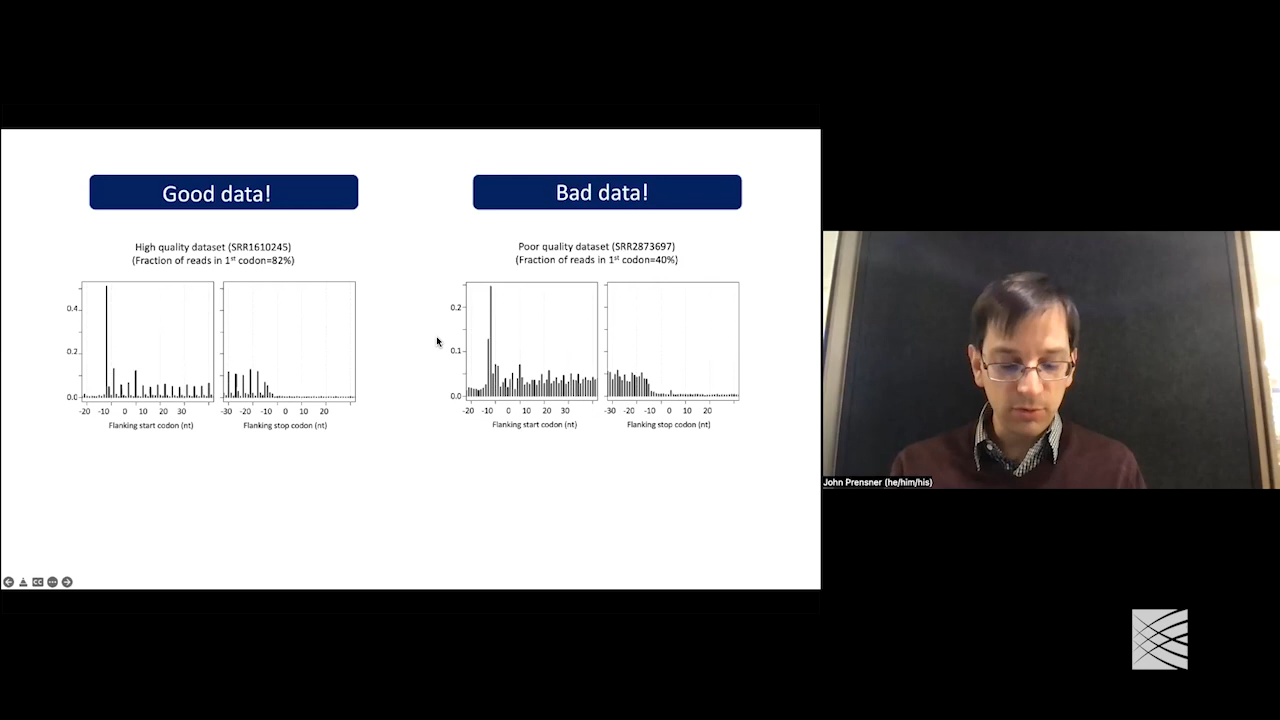 Good data!
High quality dataset (SRR1610245)
(Fraction of reads in 1st codon=82%)
0.4
0.2
0.0
-20 -10 0 10 20 30
Flanking start codon (nt)
-30 -20 -10 0 10 20
Flanking stop codon (nt)
Bad data!
Poor quality dataset (SRR2873697)
(Fraction of reads in 1st codon=40%)
0.2
0.1
0.0
-20 -10 0 10 20 30
Flanking start codon (nt)
-30 -20 -10 0 10 20
Flanking stop codon (nt)
CC
John Prensner (he/him/his)